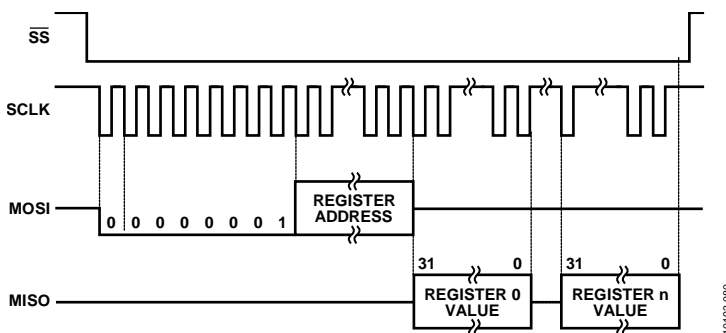 SS
SCLK
MOSI
0 0 0 0 0 0 0 1
REGISTER
ADDRESS
31 0
31 0
MISO
REGISTER 0
VALUE
REGISTER n
VALUE